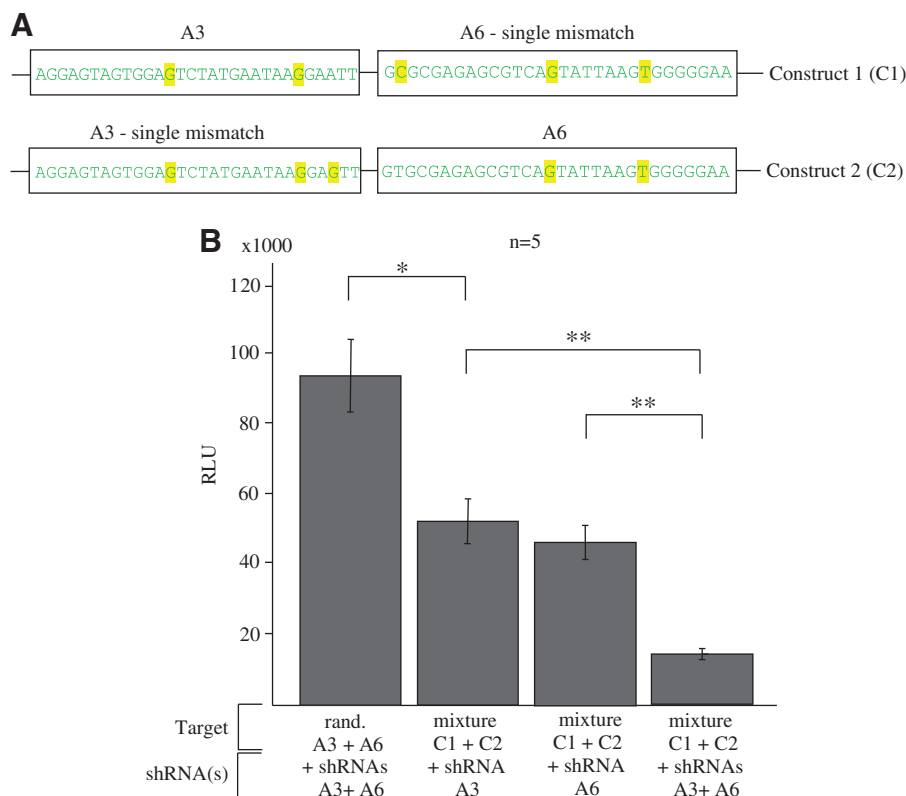 A
A3
A6 - single mismatch
AGGAGTAGTGGAGTCTATGAATAAGGAATT
GCGCGAGAGCGTCAGTATTAAGTGGGGGAA
Construct 1 (C1)
A3 - single mismatch
A6
AGGAGTAGTGGAGTCTATGAATAAGGAGTT
GTGCGAGAGCGTCAGTATTAAGTGGGGGAA
Construct 2 (C2)
B
x1000
n=5
*
**
**
120
100
80
60
40
20
RLU
Target
shRNA(s)
rand.
A3 + A6
+ shRNAs
A3+ A6
mixture
C1 + C2
+ shRNA
A3
mixture
C1 + C2
+ shRNA
A6
mixture
C1 + C2
+ shRNAs
A3+ A6